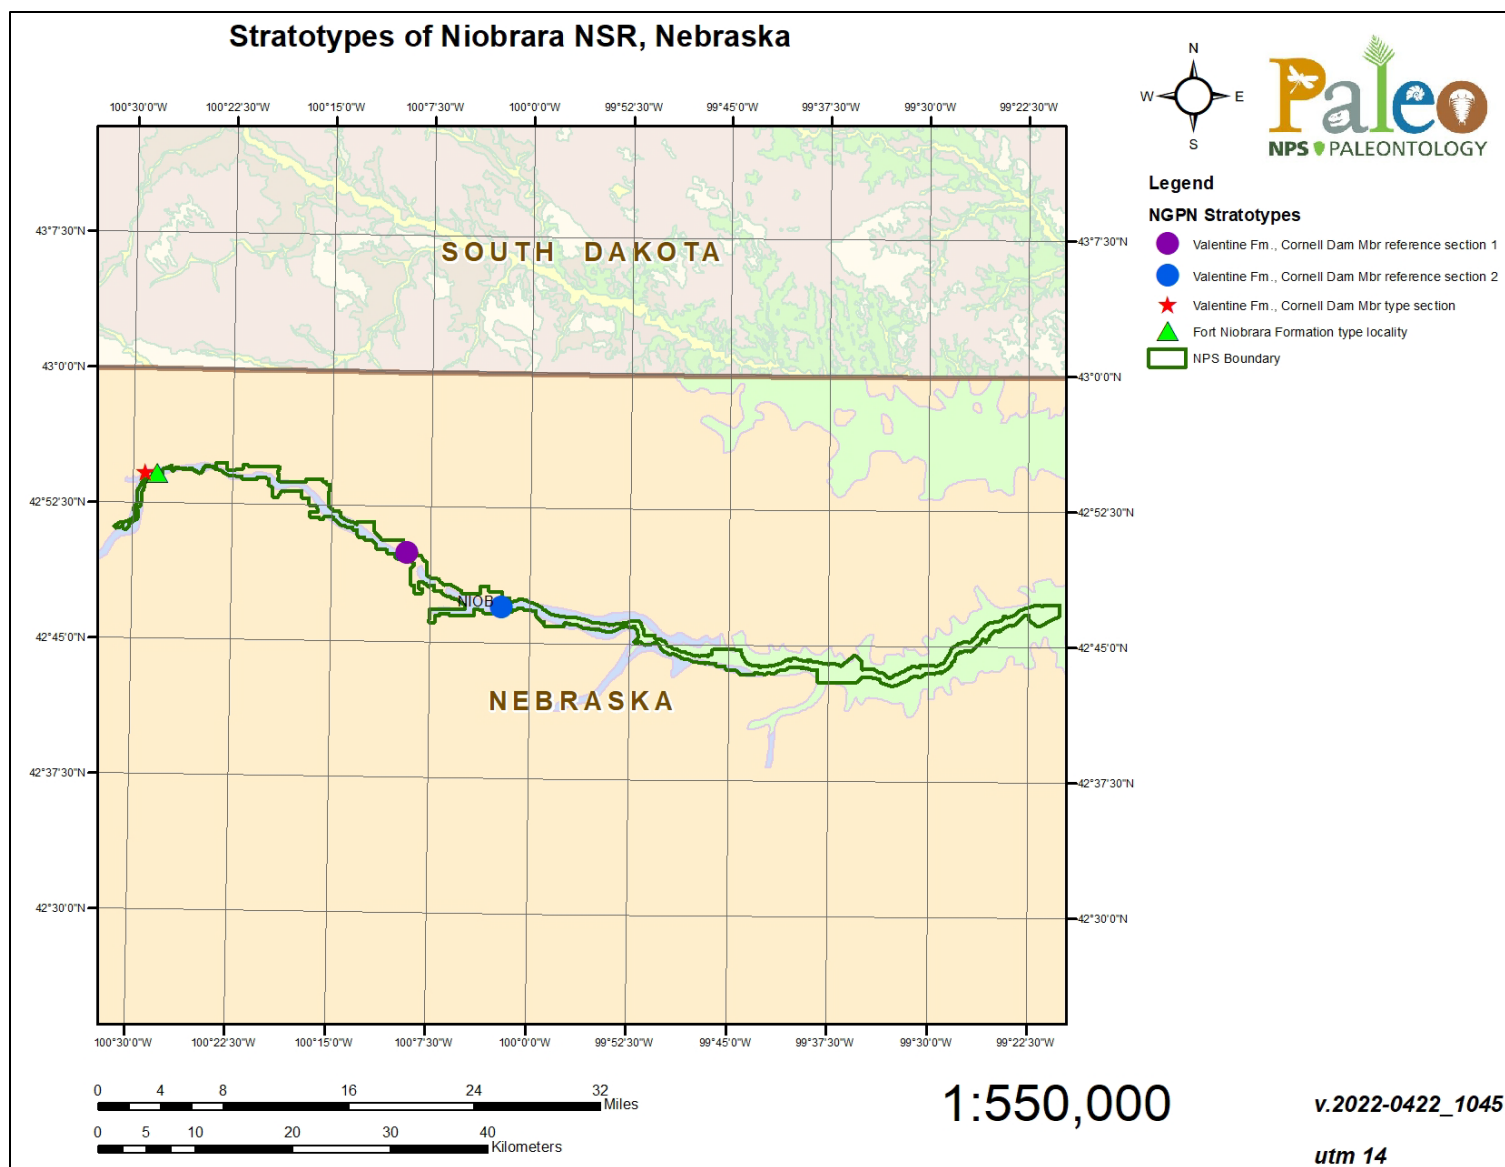 Stratotypes of Niobrara NSR, Nebraska
N
W
E
S
Paleo
NPS PALEONTOLOGY
100°30'0"W 100°22'30"W 100°15'0"W 100°7'30"W 100°0'0"W 99°52'30"W 99°45'0"W 99°37'30"W 99°30'0"W 99°22'30"W
Legend
NGPN Stratotypes
Valentine Fm., Cornell Dam Mbr reference section 1
Valentine Fm., Cornell Dam Mbr reference section 2
Valentine Fm., Cornell Dam Mbr type section
Fort Niobrara Formation type locality
NPS Boundary
43°7'30"N
43°7'30"N
SOUTH DAKOTA
43°0'0"N
43°0'0"N
42°52'30"N
42°52'30"N
NIOB
42°45'0"N
42°45'0"N
NEBRASKA
42°37'30"N
42°37'30"N
42°30'0"N
42°30'0"N
100°30'0"W 100°22'30"W 100°15'0"W 100°7'30"W 100°0'0"W 99°52'30"W 99°45'0"W 99°37'30"W 99°30'0"W 99°22'30"W
0 4 8 16 24 32
Miles
0 5 10 20 30 40
Kilometers
1:550,000
v.2022-0422_1045
utm 14